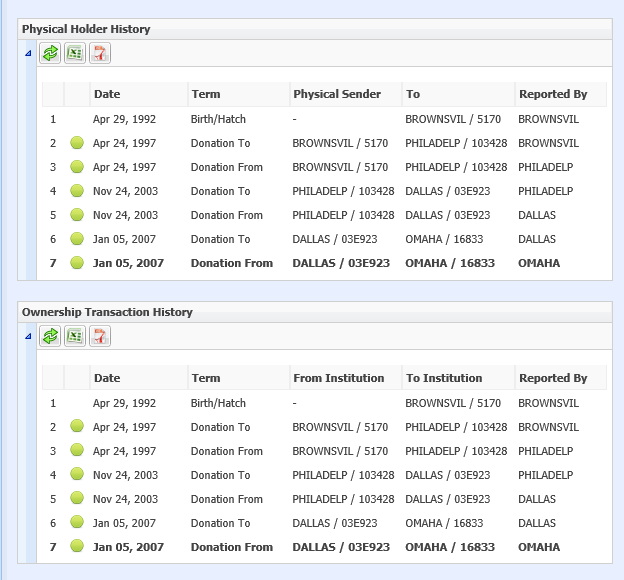 Physical Holder History
Date Term Physical Sender To Reported By
1 Apr 29, 1992 Birth/Hatch - BROWNSVIL / 5170 BROWNSVIL
2 Apr 24, 1997 Donation To BROWNSVIL / 5170 PHILADELP / 103428 BROWNSVIL
3 Apr 24, 1997 Donation From BROWNSVIL / 5170 PHILADELP / 103428 PHILADELP
4 Nov 24, 2003 Donation To PHILADELP / 103428 DALLAS / 03E923 PHILADELP
5 Nov 24, 2003 Donation From PHILADELP / 103428 DALLAS / 03E923 DALLAS
6 Jan 05, 2007 Donation To DALLAS / 03E923 OMAHA / 16833 DALLAS
7 Jan 05, 2007 Donation From DALLAS / 03E923 OMAHA / 16833 OMAHA
Ownership Transaction History
Date Term From Institution To Institution Reported By
1 Apr 29, 1992 Birth/Hatch - BROWNSVIL / 5170 BROWNSVIL
2 Apr 24, 1997 Donation To BROWNSVIL / 5170 PHILADELP / 103428 BROWNSVIL
3 Apr 24, 1997 Donation From BROWNSVIL / 5170 PHILADELP / 103428 PHILADELP
4 Nov 24, 2003 Donation To PHILADELP / 103428 DALLAS / 03E923 PHILADELP
5 Nov 24, 2003 Donation From PHILADELP / 103428 DALLAS / 03E923 DALLAS
6 Jan 05, 2007 Donation To DALLAS / 03E923 OMAHA / 16833 DALLAS
7 Jan 05, 2007 Donation From DALLAS / 03E923 OMAHA / 16833 OMAHA